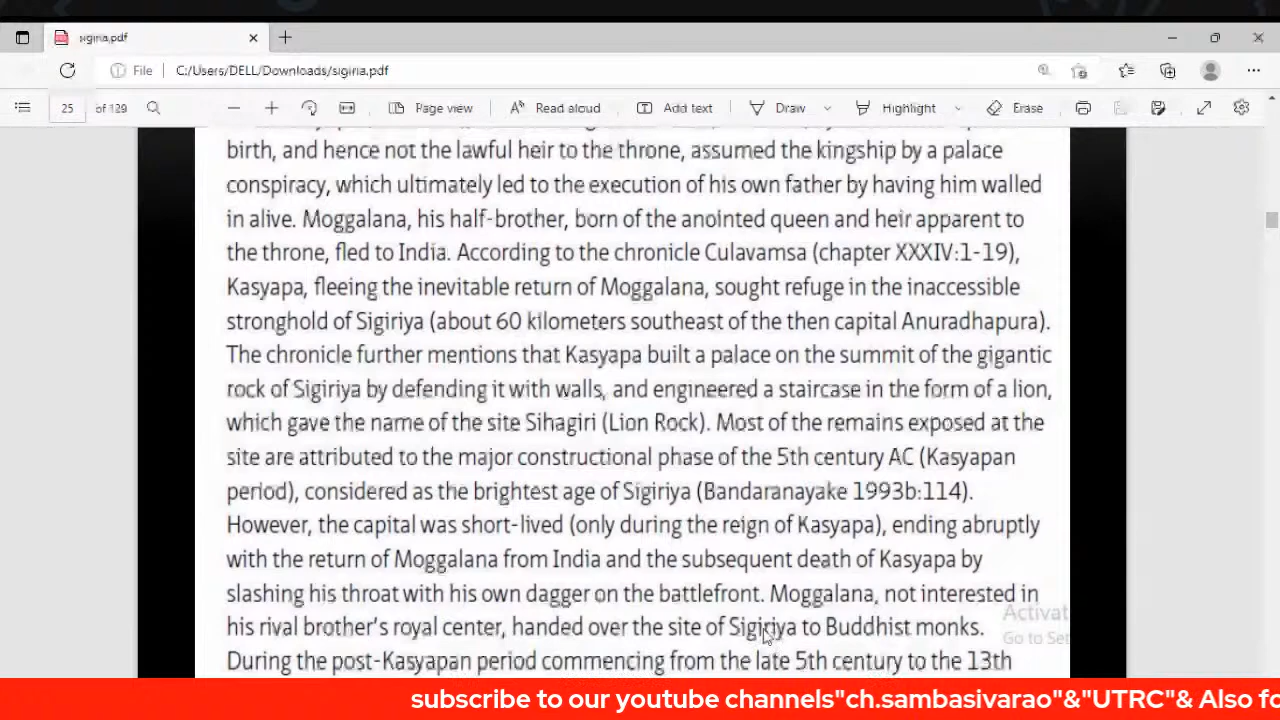 sigiria.pdf
File C:/Users/DELL/Downloads/sigiria.pdf
25 of 129 Page view Read aloud Add text Draw Highlight Erase
birth, and hence not the lawful heir to the throne, assumed the kingship by a palace
conspiracy, which ultimately led to the execution of his own father by having him walled
in alive. Moggalana, his half-brother, born of the anointed queen and heir apparent to
the throne, fled to India. According to the chronicle Culavamsa (chapter XXXIV:1-19),
Kasyapa, fleeing the inevitable return of Moggalana, sought refuge in the inaccessible
stronghold of Sigiriya (about 60 kilometers southeast of the then capital Anuradhapura).
The chronicle further mentions that Kasyapa built a palace on the summit of the gigantic
rock of Sigiriya by defending it with walls, and engineered a staircase in the form of a lion,
which gave the name of the site Sihagiri (Lion Rock). Most of the remains exposed at the
site are attributed to the major constructional phase of the 5th century AC (Kasyapan
period), considered as the brightest age of Sigiriya (Bandaranayake 1993b:114).
However, the capital was short-lived (only during the reign of Kasyapa), ending abruptly
with the return of Moggalana from India and the subsequent death of Kasyapa by
slashing his throat with his own dagger on the battlefront. Moggalana, not interested in
Activat
his rival brother's royal center, handed over the site of Sigiriya to Buddhist monks.
Go to Set
During the post-Kasyapan period commencing from the late 5th century to the 13th
subscribe to our youtube channels"ch.sambasivarao"&"UTRC"& Also fo